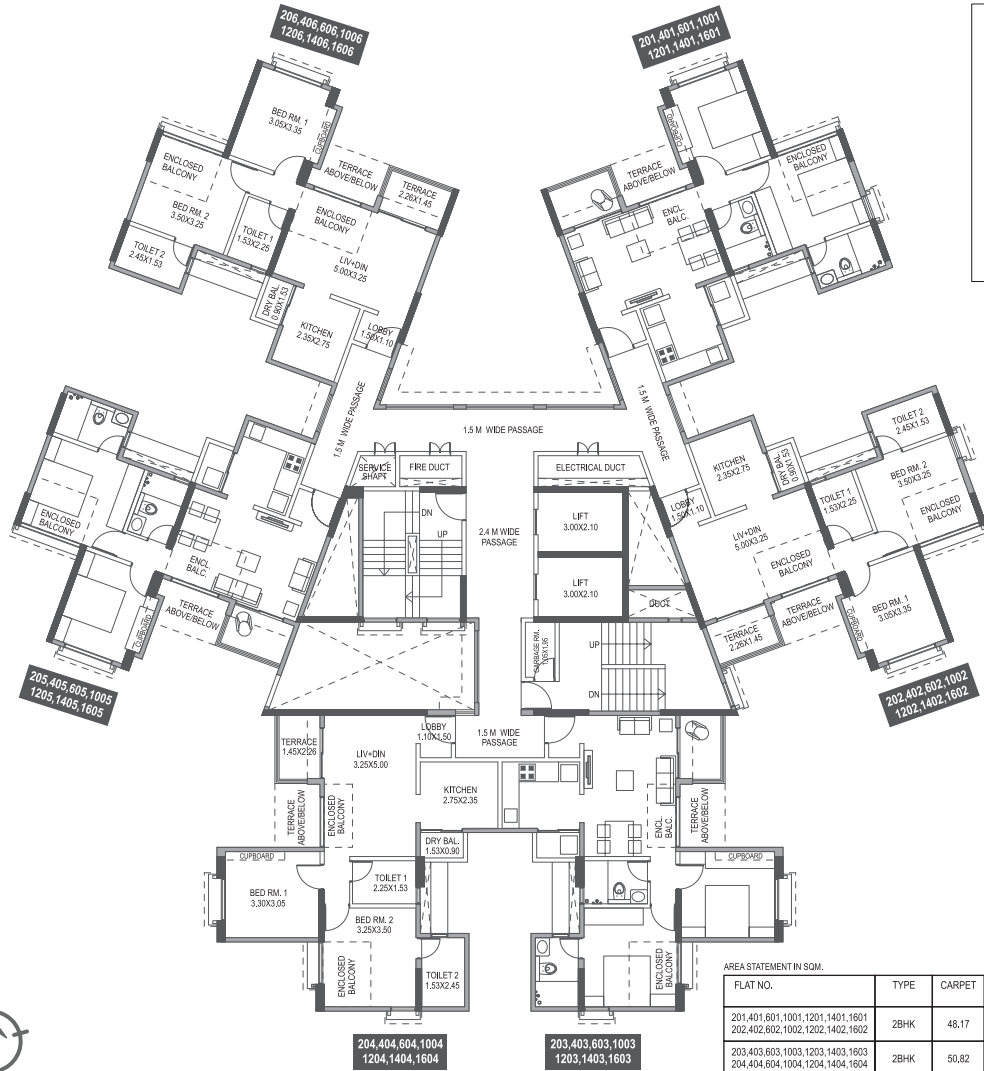 206,406,606,1006
1206,1406,1606
201,401,601,1001
1201,1401,1601
BED RM. 1
3.05X3.35
CUPBOARD
ENCLOSED
BALCONY
TERRACE
ABOVE/BELOW
TERRACE
2.26X1.45
BED RM. 2
3.50X3.25
TOILET 1
1.53X2.25
ENCLOSED
BALCONY
TOILET 2
2.45X1.53
LIV+DIN
5.00X3.25
DRY BAL.
0.90X1.53
KITCHEN
2.35X2.75
LOBBY
1.50X1.10
CUPBOARD
ENCLOSED
BALCONY
TERRACE
ABOVE/BELOW
ENCL.
BALC.
1.5 M WIDE PASSAGE
1.5 M WIDE PASSAGE
1.5 M WIDE PASSAGE
SERVICE
SHAFT
FIRE DUCT
ELECTRICAL DUCT
DN
UP
2.4 M WIDE
PASSAGE
LIFT
3.00X2.10
LIFT
3.00X2.10
DUCT
KITCHEN
2.35X2.75
DRY BAL.
0.90X1.53
TOILET 2
2.45X1.53
BED RM. 2
3.50X3.25
TOILET 1
1.53X2.25
ENCLOSED
BALCONY
LOBBY
1.50X1.10
LIV+DIN
5.00X3.25
ENCLOSED
BALCONY
BED RM. 1
3.05X3.35
CUPBOARD
TERRACE
ABOVE/BELOW
TERRACE
2.26X1.45
202,402,602,1002
1202,1402,1602
ENCLOSED
BALCONY
ENCL.
BALC.
TERRACE
ABOVE/BELOW
CUPBOARD
205,405,605,1005
1205,1405,1605
GARBAGE RM.
UP
DN
LOBBY
1.10X1.50
1.5 M WIDE
PASSAGE
TERRACE
1.45X2.26
LIV+DIN
3.25X5.00
KITCHEN
2.75X2.35
TERRACE
ABOVE/BELOW
ENCLOSED
BALCONY
ENCL.
BALC.
TERRACE
ABOVE/BELOW
DRY BAL.
1.53X0.90
CUPBOARD
CUPBOARD
BED RM. 1
3.30X3.05
TOILET 1
2.25X1.53
BED RM. 2
3.25X3.50
ENCLOSED
BALCONY
TOILET 2
1.53X2.45
ENCLOSED
BALCONY
204,404,604,1004
1204,1404,1604
203,403,603,1003
1203,1403,1603
AREA STATEMENT IN SQM.
FLAT NO. TYPE CARPET
201,401,601,1001,1201,1401,1601
202,402,602,1002,1202,1402,1602 2BHK 48.17
203,403,603,1003,1203,1403,1603
204,404,604,1004,1204,1404,1604 2BHK 50.82